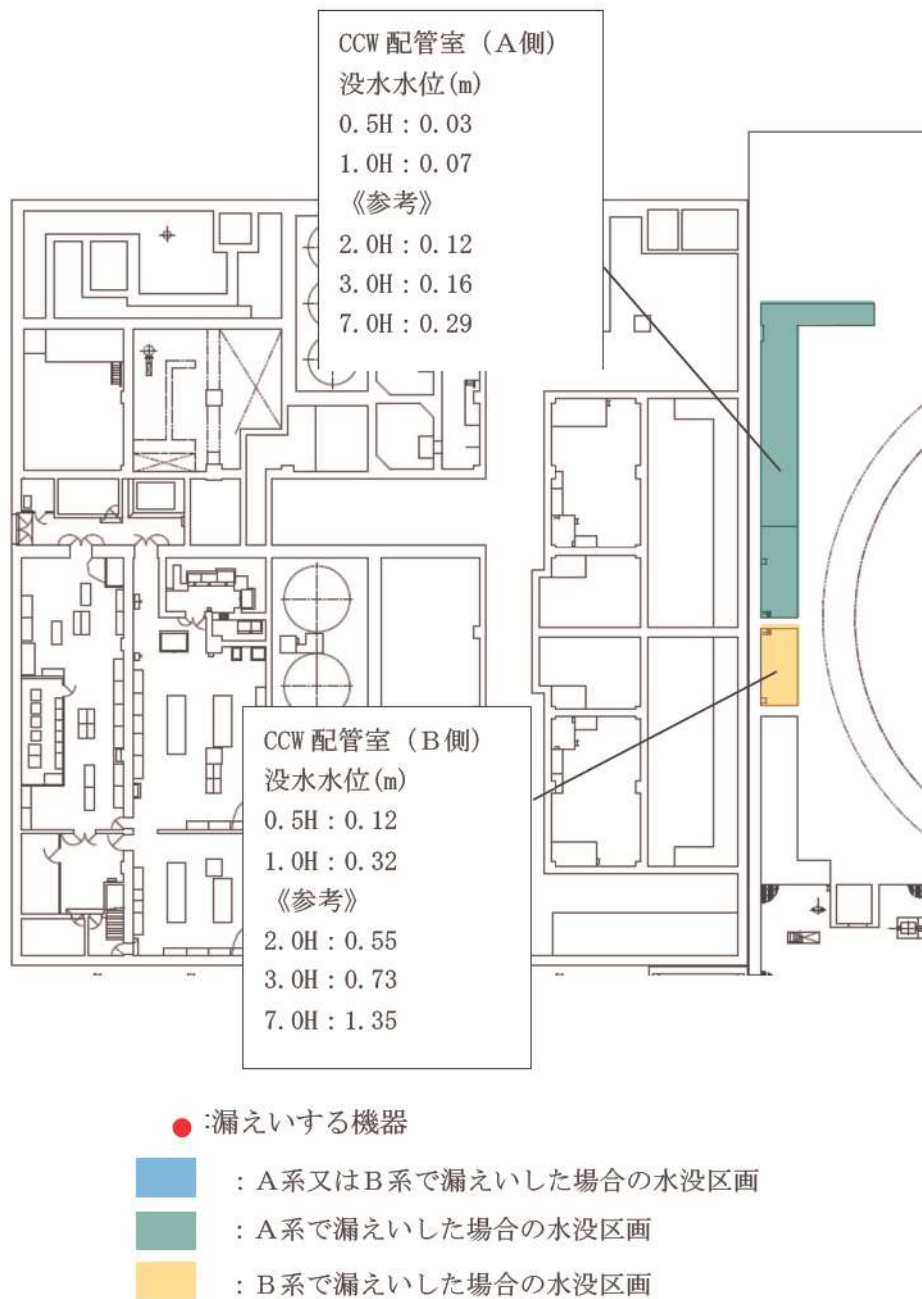 CCW 配管室（A側）
没水水位(m)
0.5H：0.03
1.0H：0.07
《参考》
2.0H：0.12
3.0H：0.16
7.0H：0.29
CCW 配管室（B側）
没水水位(m)
0.5H：0.12
1.0H：0.32
《参考》
2.0H：0.55
3.0H：0.73
7.0H：1.35
:漏えいする機器
：A系又はB系で漏えいした場合の水没区画
：A系で漏えいした場合の水没区画
：B系で漏えいした場合の水没区画